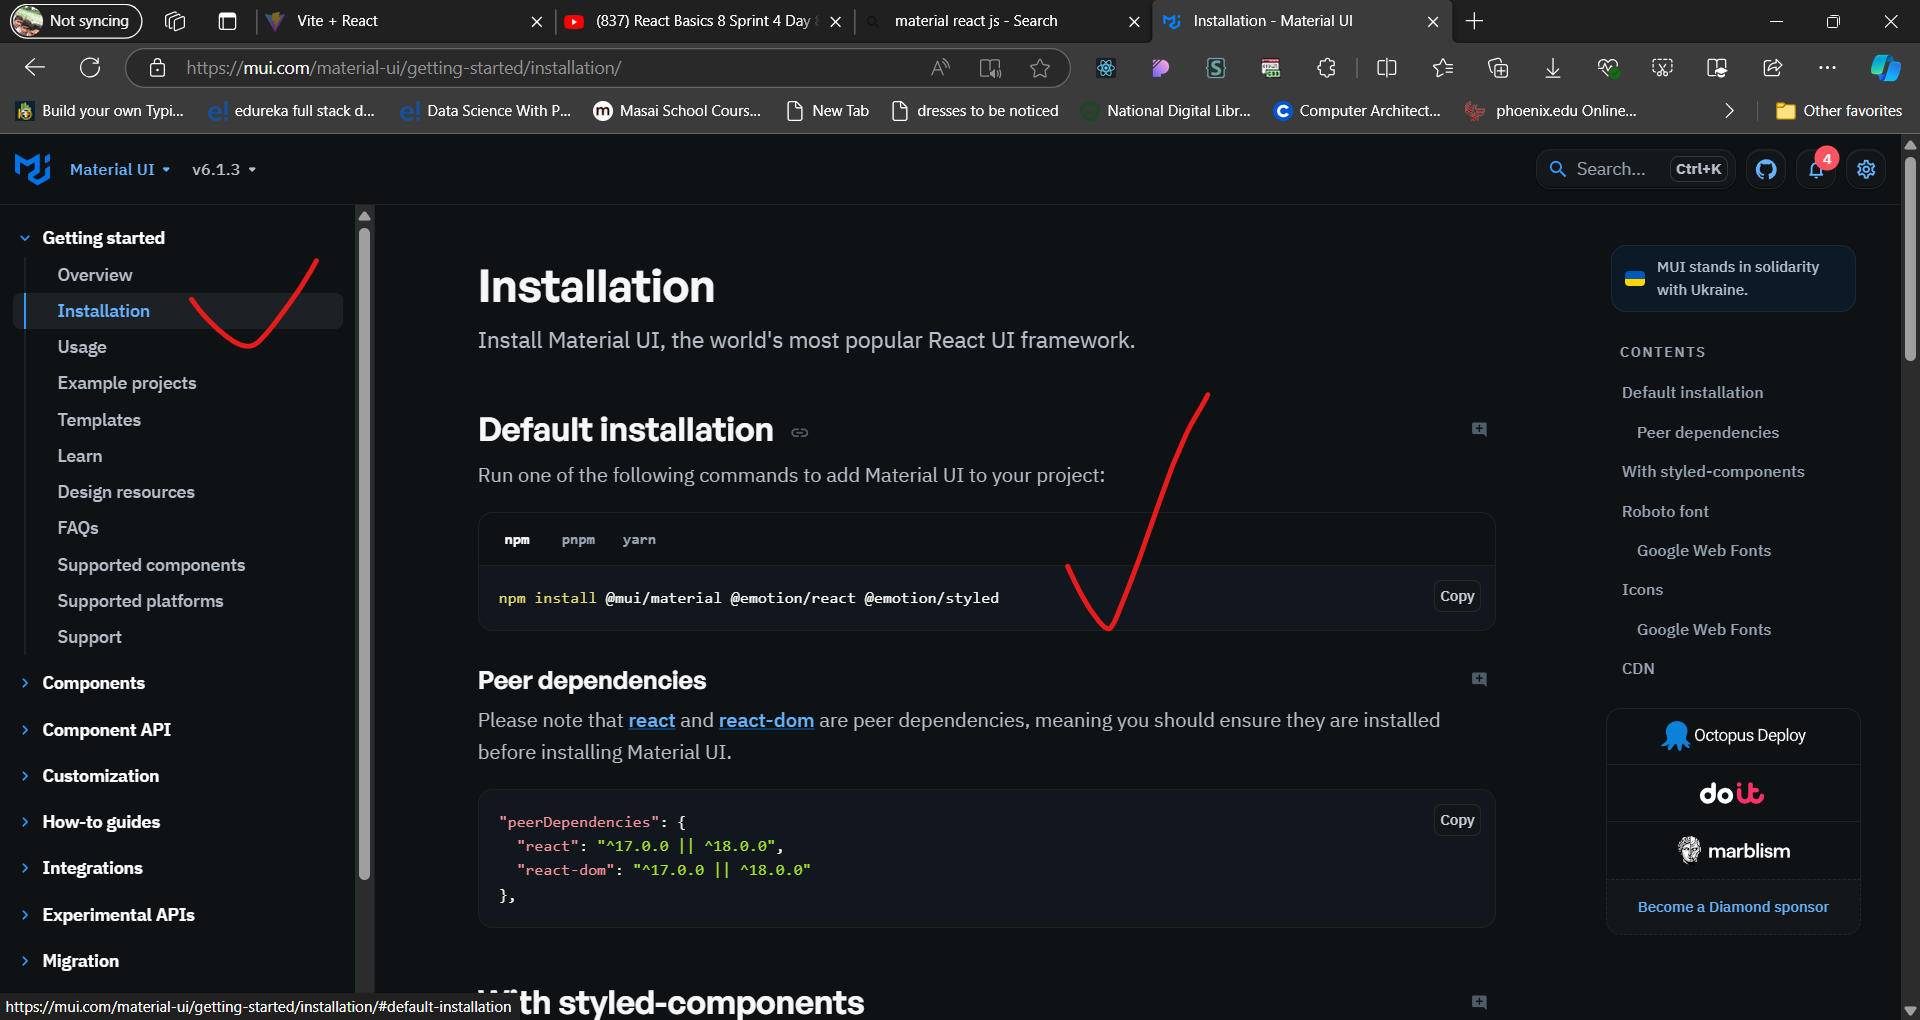 Not syncing
Vite + React
(837) React Basics 8 Sprint 4 Day
material react js - Search
Installation - Material UI
https://mui.com/material-ui/getting-started/installation/
Build your own Typi...
edureka full stack d...
Data Science With P...
Masai School Cours...
New Tab
dresses to be noticed
National Digital Libr...
Computer Architect...
phoenix.edu Online...
Other favorites
Material UI
v6.1.3
Search...
Ctrl+K
4
Getting started
Overview
Installation
Usage
Example projects
Templates
Learn
Design resources
FAQs
Supported components
Supported platforms
Support
Components
Component API
Customization
How-to guides
Integrations
Experimental APIs
Migration
https://mui.com/material-ui/getting-started/installation/#default-installation
Installation
Install Material UI, the world's most popular React UI framework.
Default installation
Run one of the following commands to add Material UI to your project:
npm pnpm yarn
npm install @mui/material @emotion/react @emotion/styled
Copy
Peer dependencies
Please note that react and react-dom are peer dependencies, meaning you should ensure they are installed
before installing Material UI.
"peerDependencies": {
"react": "^17.0.0 || ^18.0.0",
"react-dom": "^17.0.0 || ^18.0.0"
},
Copy
With styled-components
MUI stands in solidarity
with Ukraine.
CONTENTS
Default installation
Peer dependencies
With styled-components
Roboto font
Google Web Fonts
Icons
Google Web Fonts
CDN
Octopus Deploy
doit
marblism
Become a Diamond sponsor